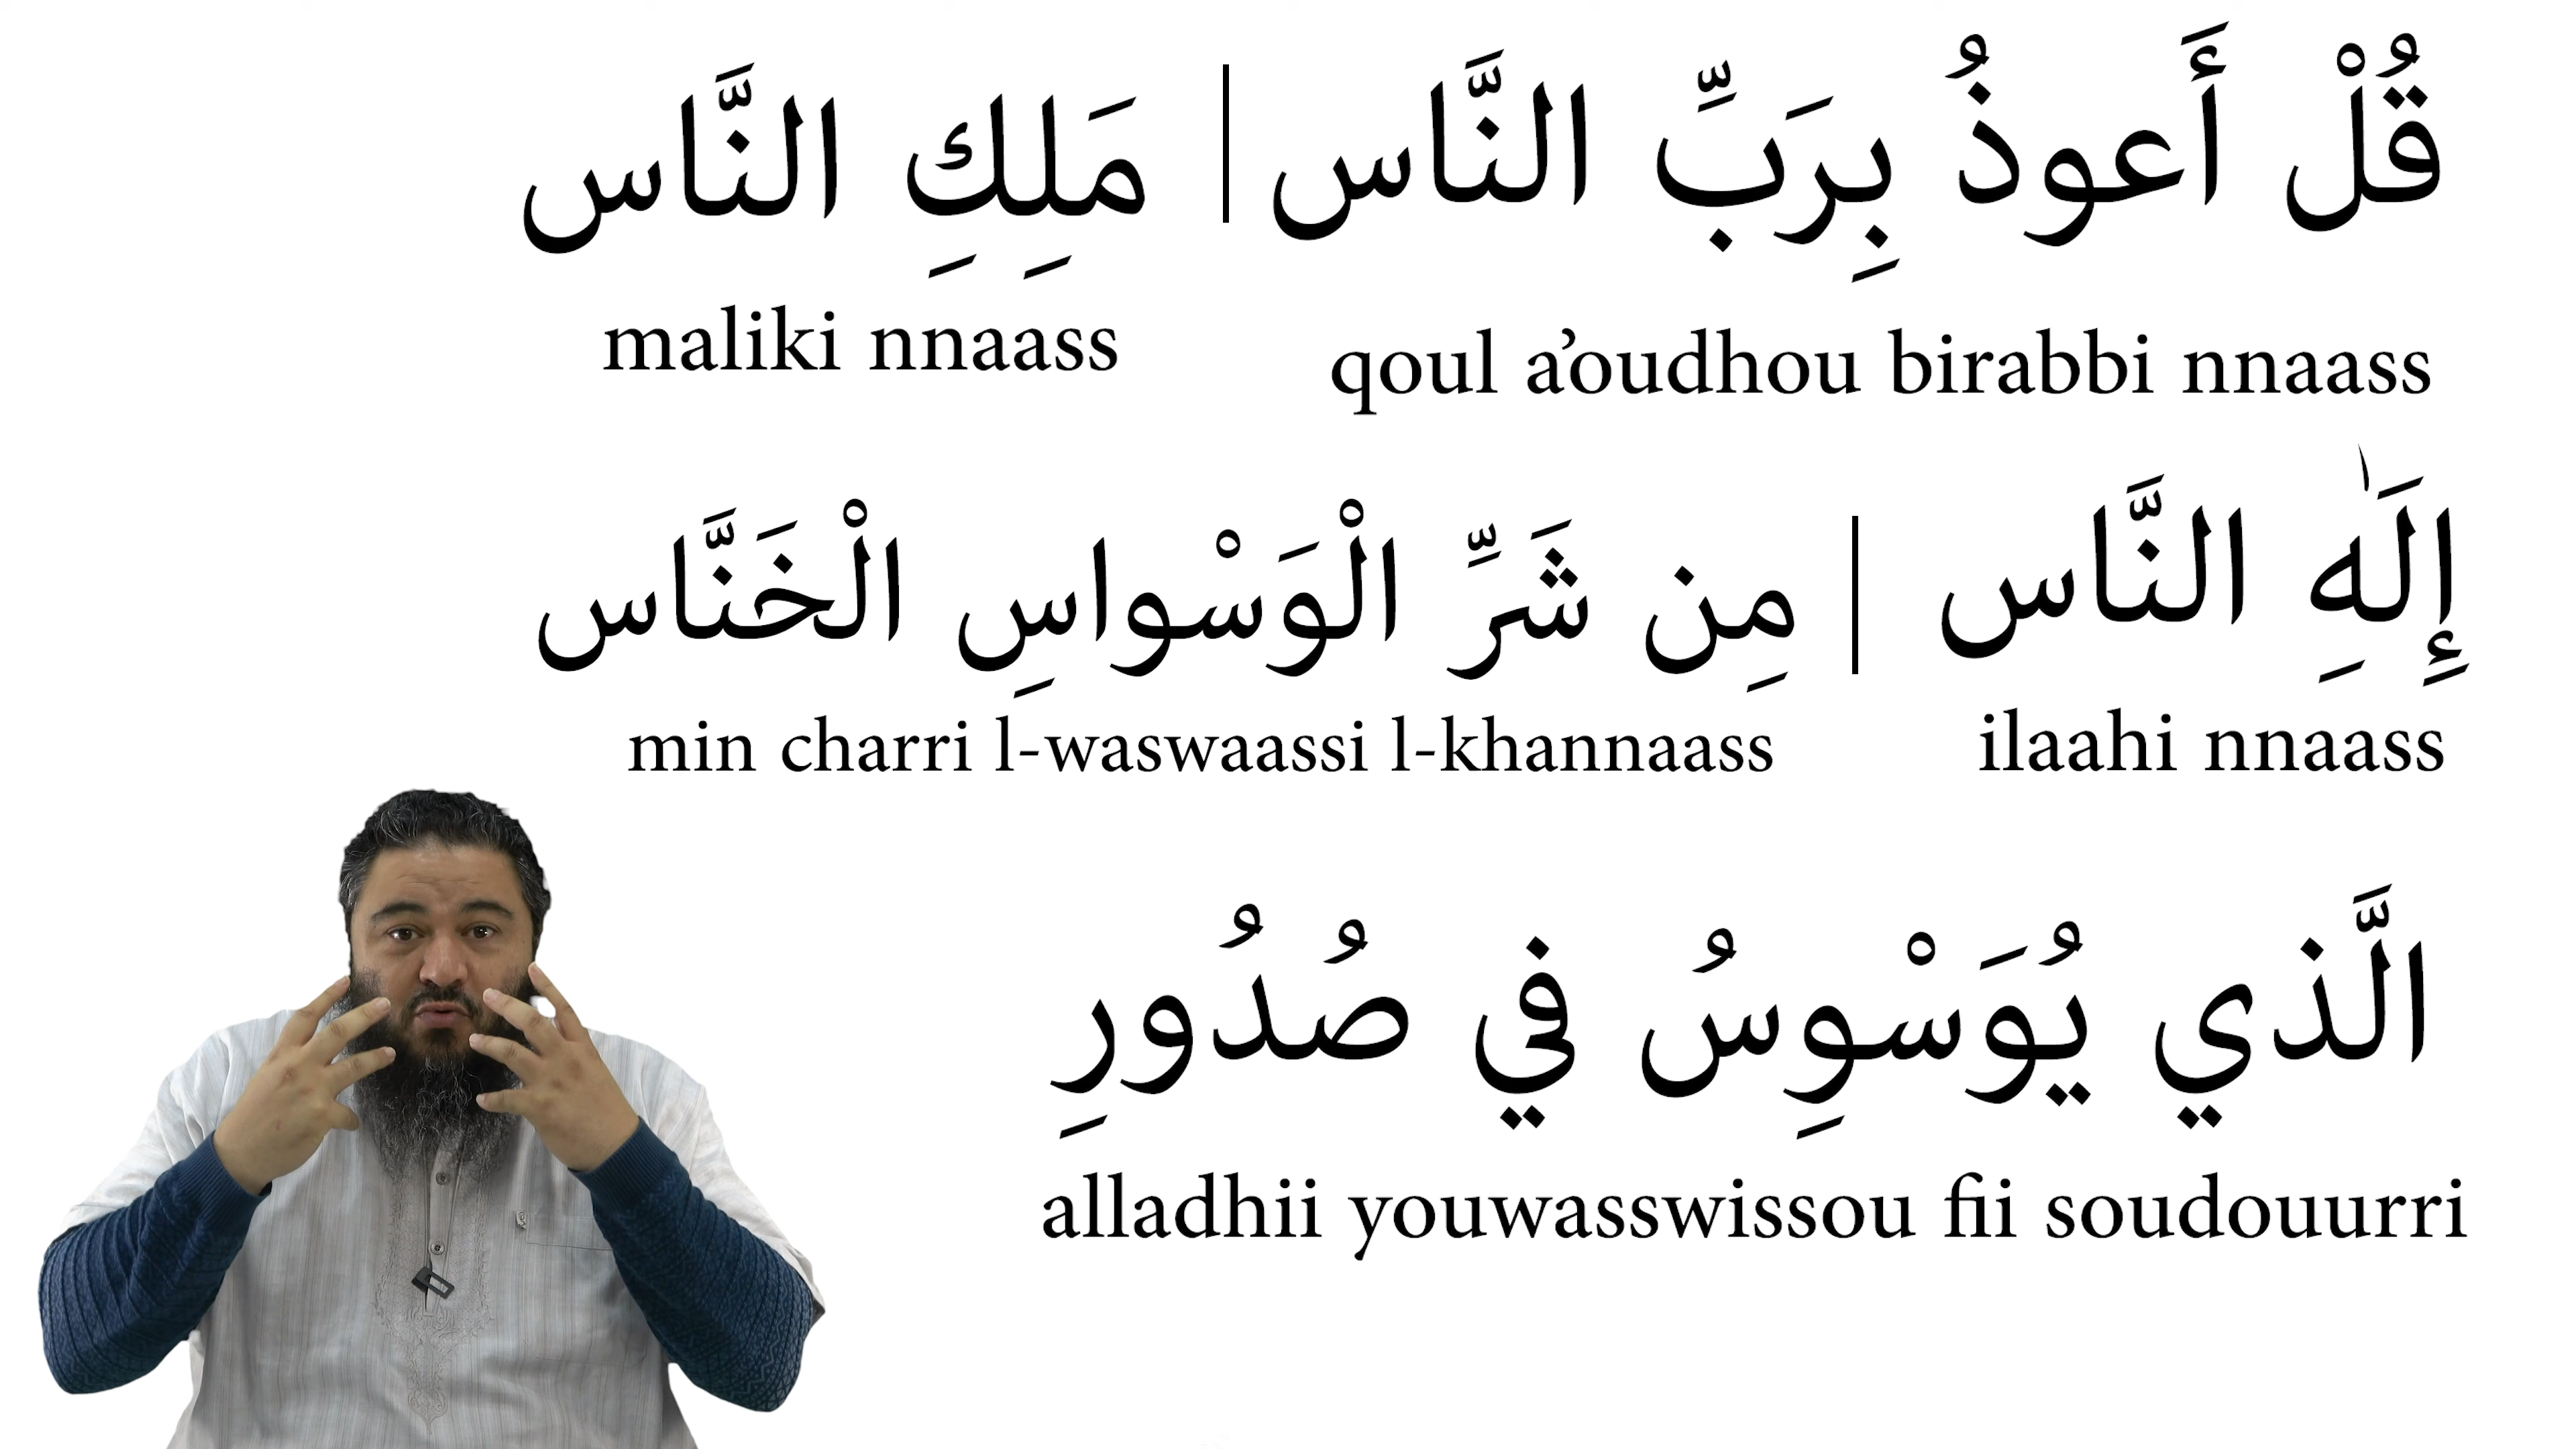 قُلْ أَعوذُ بِرَبِّ النَّاس | مَلِكِ النَّاس
qoul a’oudhou birabbi nnaass
maliki nnaass
إِلَٰهِ النَّاس | مِن شَرِّ الْوَسْواسِ الْخَنَّاس
ilaahi nnaass
min charri l-waswaassi l-khannaass
الَّذي يُوَسْوِسُ في صُدُورِ
alladhii youwasswissou fii soudouurri